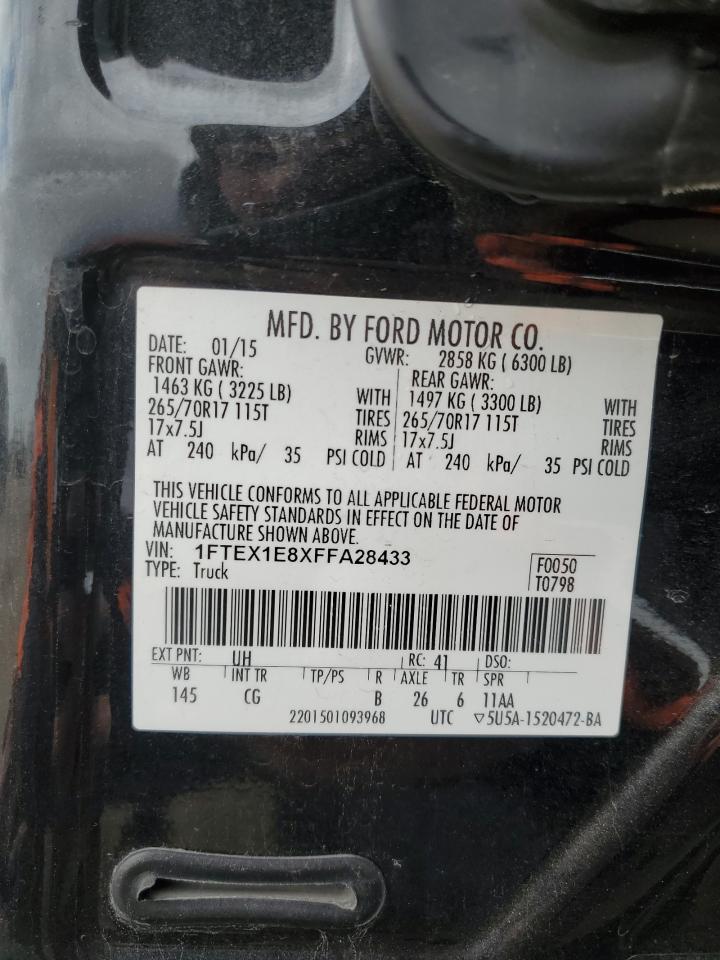 MFD. BY FORD MOTOR CO.
DATE: 01/15 GVWR: 2858 KG ( 6300 LB)
FRONT GAWR: REAR GAWR:
1463 KG ( 3225 LB) WITH 1497 KG ( 3300 LB) WITH
265/70R17 115T TIRES 265/70R17 115T TIRES
17x7.5J RIMS 17x7.5J RIMS
AT 240 kPa/ 35 PSI COLD AT 240 kPa/ 35 PSI COLD
THIS VEHICLE CONFORMS TO ALL APPLICABLE FEDERAL MOTOR
VEHICLE SAFETY STANDARDS IN EFFECT ON THE DATE OF
MANUFACTURE SHOWN ABOVE.
VIN: 1FTEX1E8XFFA28433 F0050
TYPE: Truck T0798
EXT PNT: UH RC: 41 DSO:
WB INT TR TP/PS R AXLE TR SPR
145 CG B 26 6 11AA
2201501093968 UTC ▽5U5A-1520472-BA